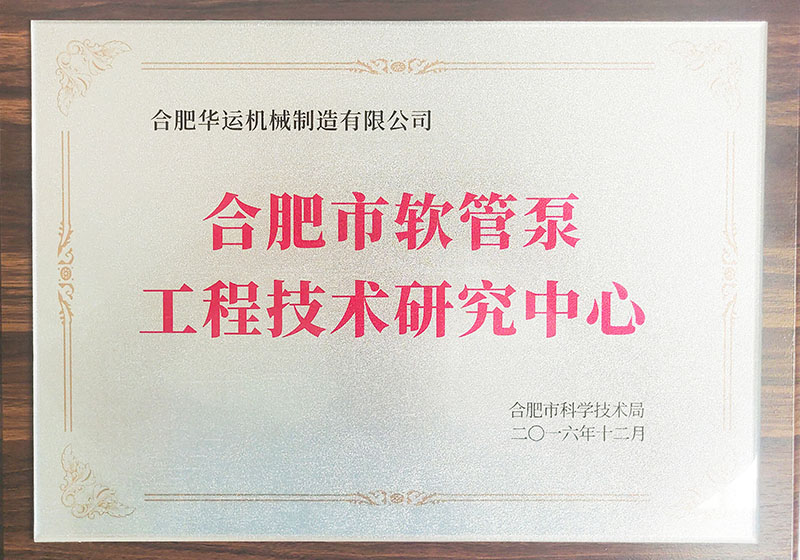 合肥华运机械制造有限公司
合肥市软管泵
工程技术研究中心
合肥市科学技术局
二〇一六年十二月